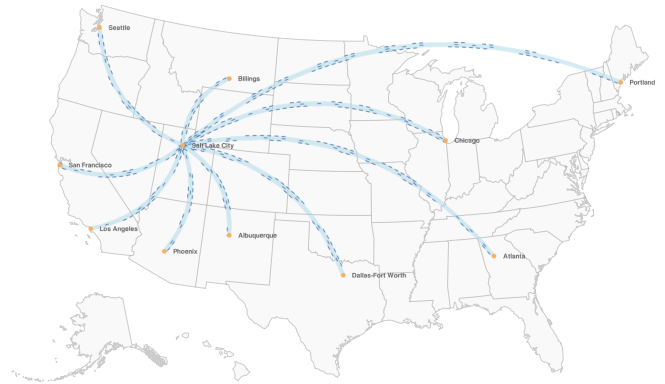 Seattle
Billings
Portland
Chicago
Salt Lake City
San Francisco
Los Angeles
Albuquerque
Phoenix
Atlanta
Dallas-Fort Worth